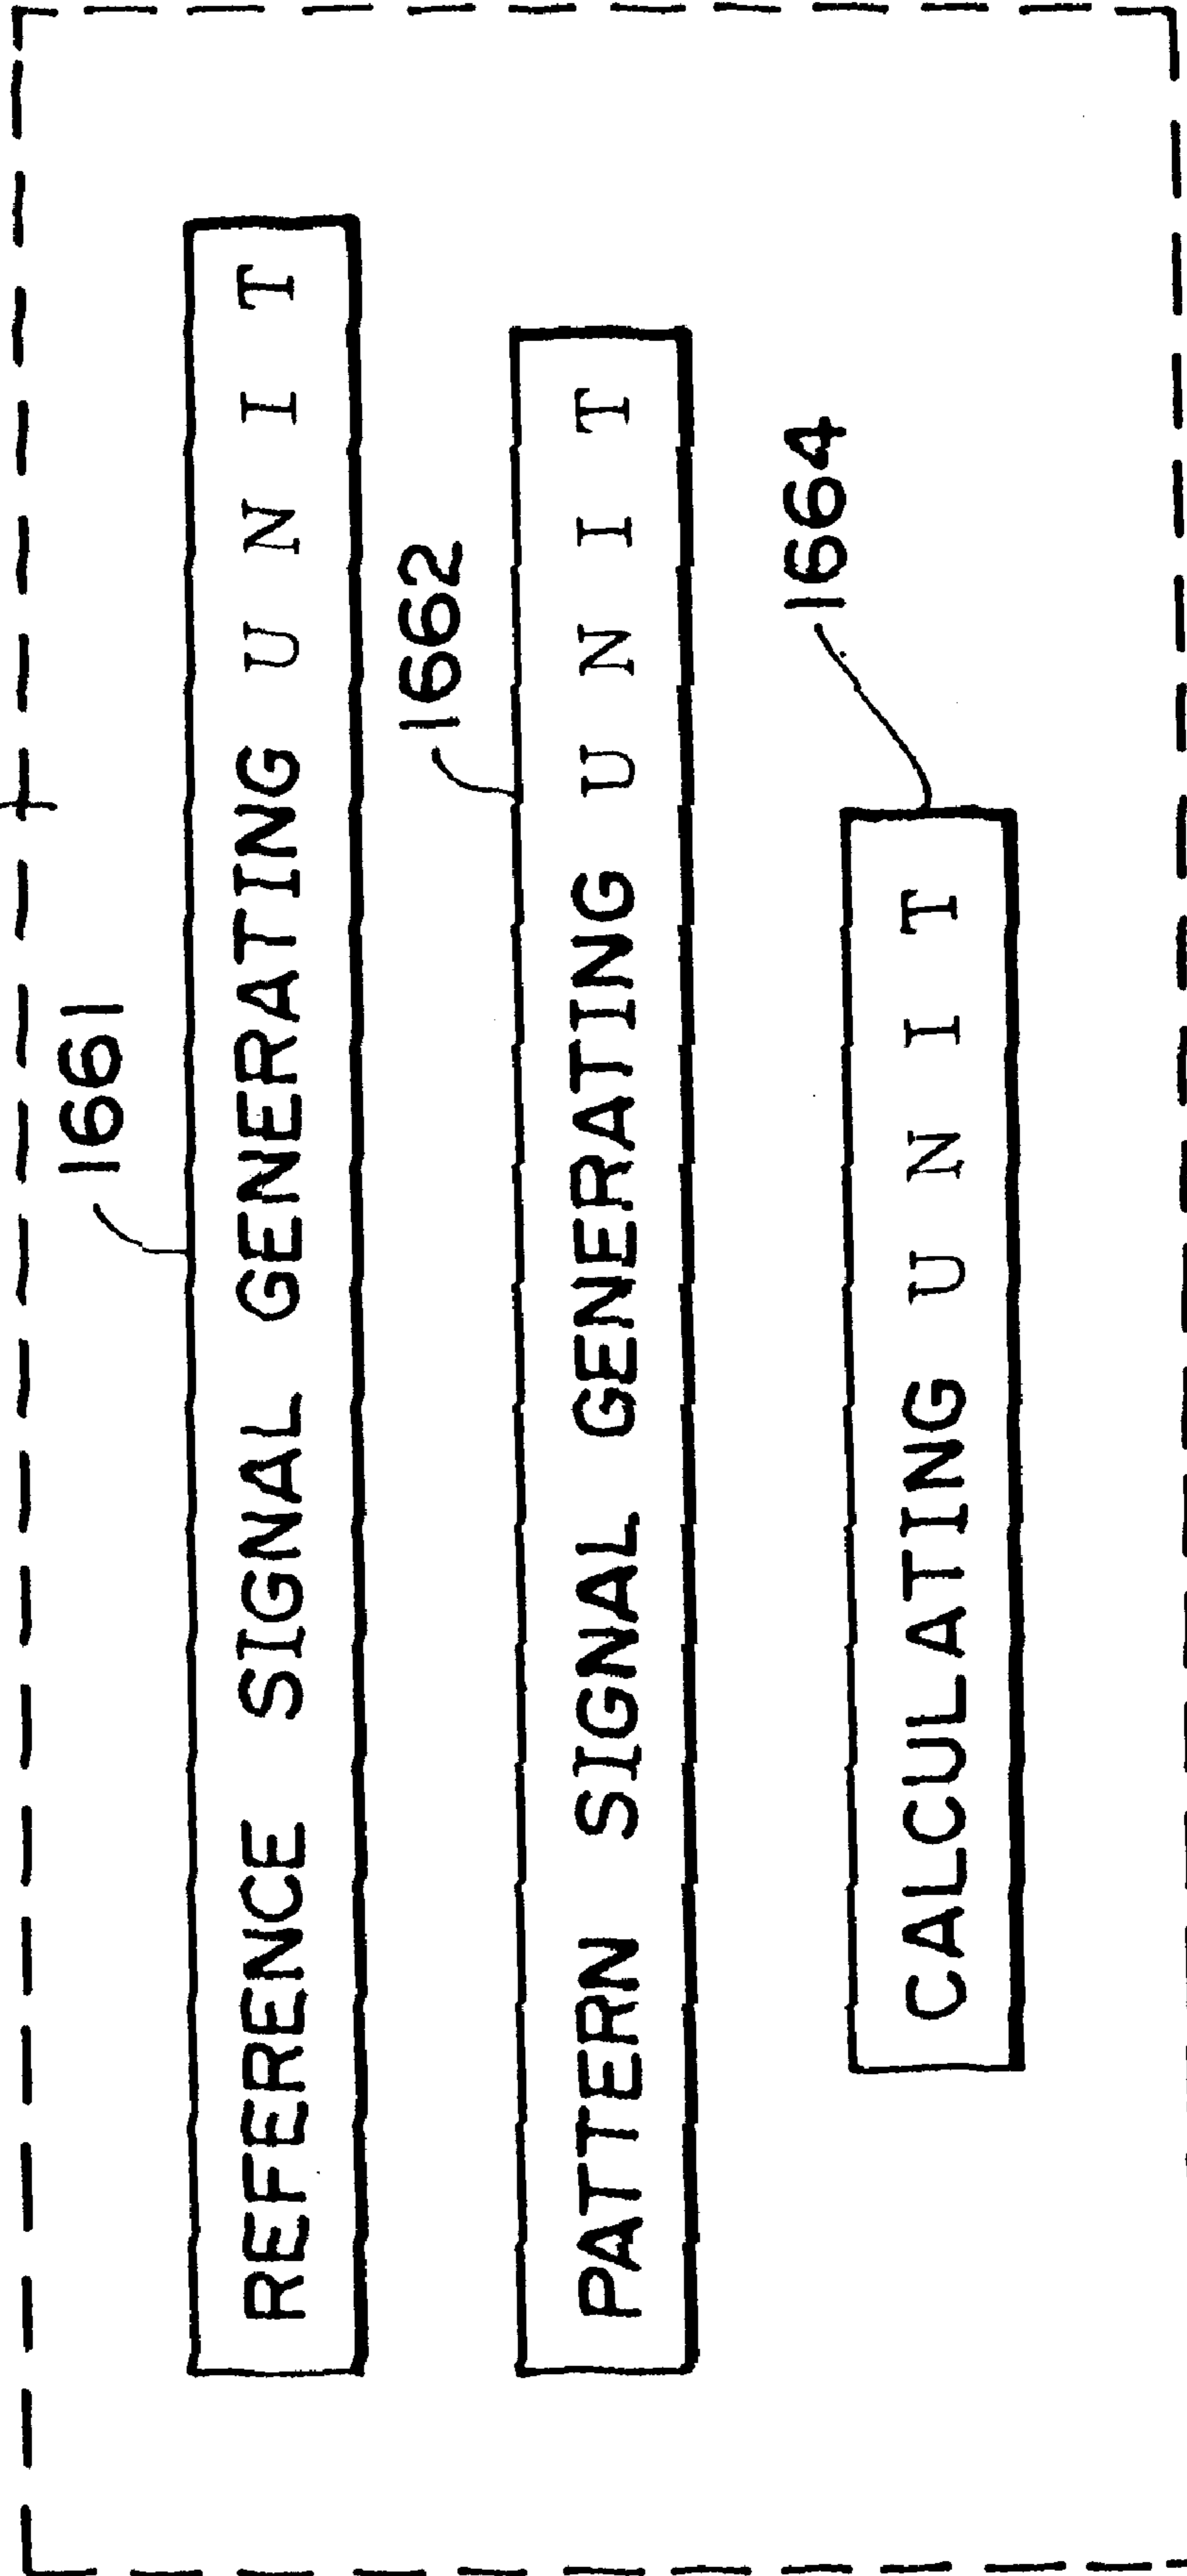 1661
REFERENCE SIGNAL GENERATING UNIT
1662
PATTERN SIGNAL GENERATING UNIT
1664
CALCULATING UNIT